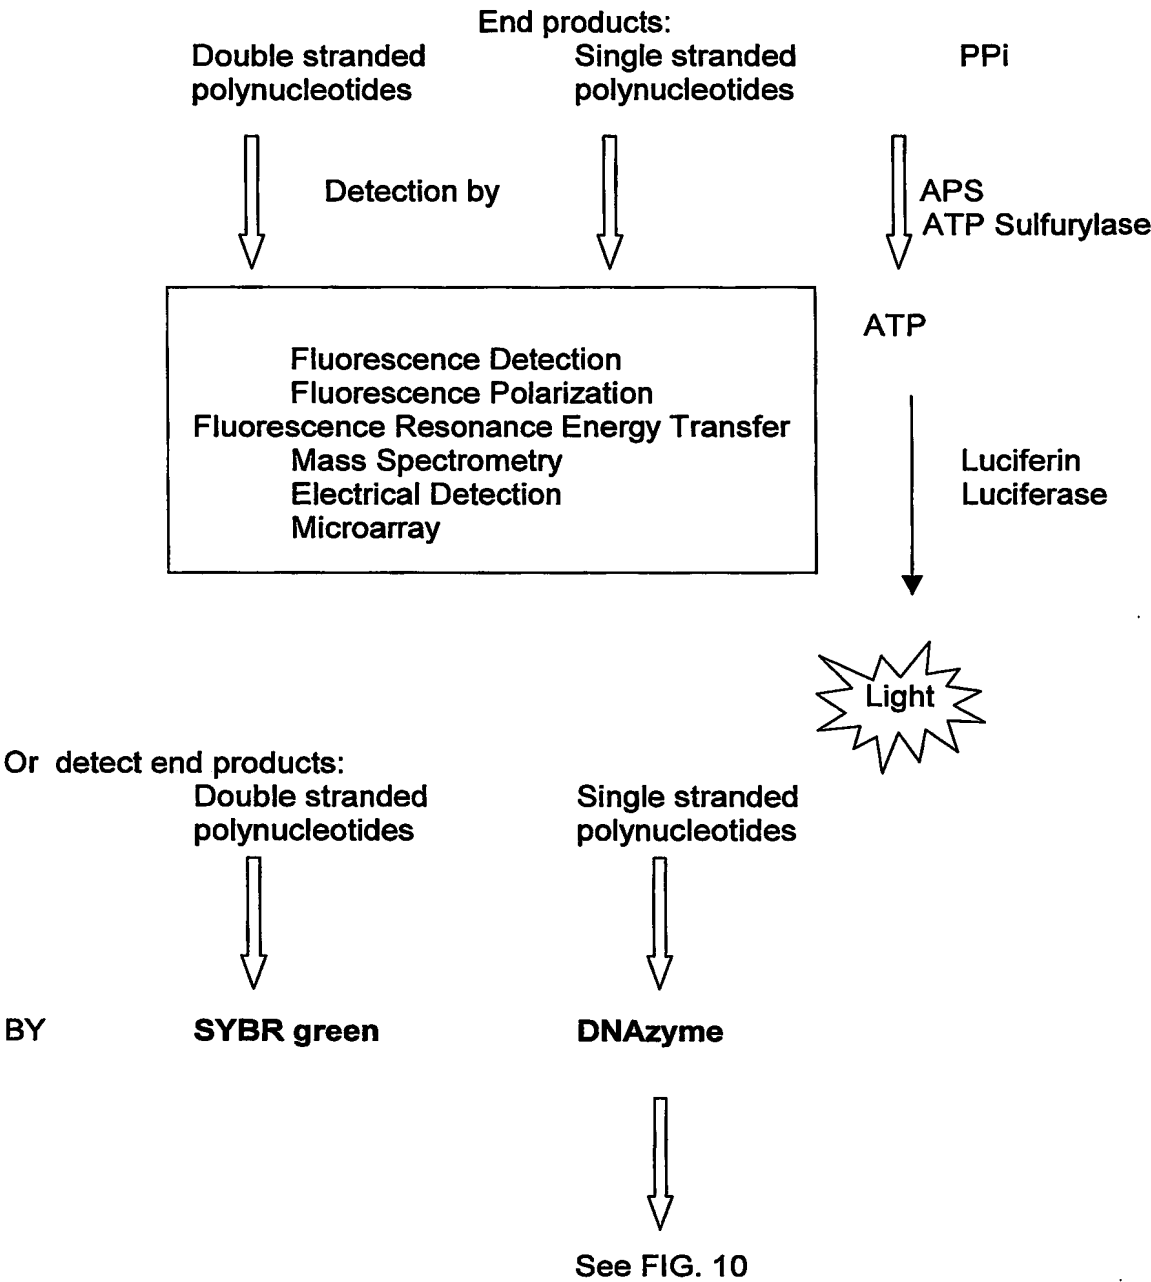 End products:
Double stranded
polynucleotides
Single stranded
polynucleotides
PPi
Detection by
APS
ATP Sulfurylase
Fluorescence Detection
Fluorescence Polarization
Fluorescence Resonance Energy Transfer
Mass Spectrometry
Electrical Detection
Microarray
ATP
Luciferin
Luciferase
Light
Or detect end products:
Double stranded
polynucleotides
Single stranded
polynucleotides
BY
SYBR green
DNAzyme
See FIG. 10